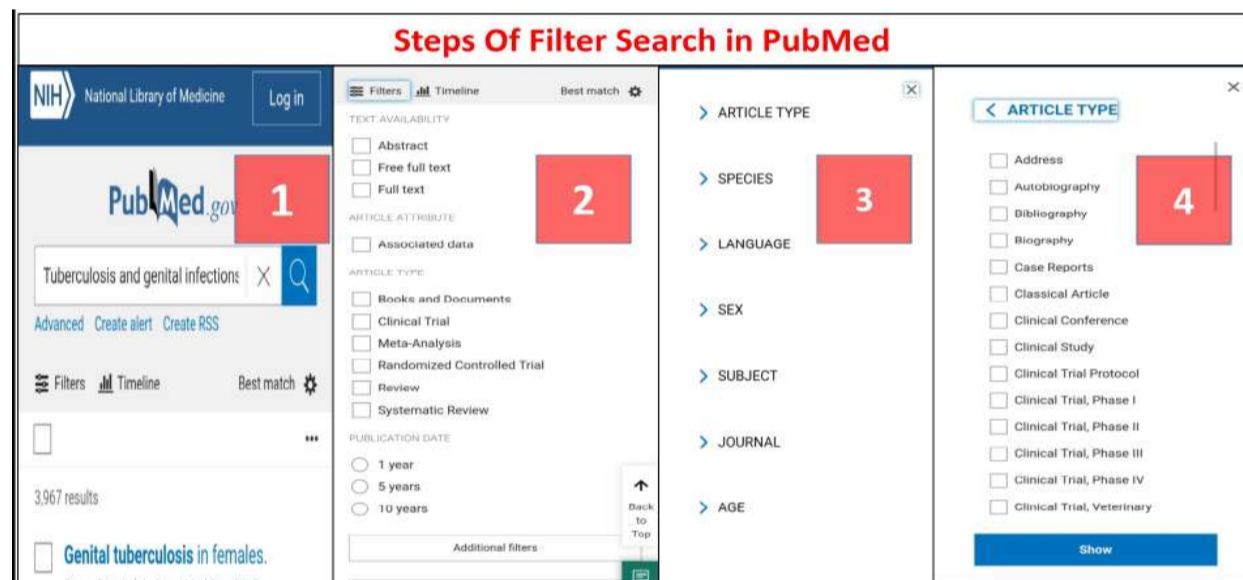 Steps Of Filter Search in PubMed
NIH National Library of Medicine Log in
1
PubMed.gov
Tuberculosis and genital infections
Advanced Create alert Create RSS
Filters Timeline Best match
3,967 results
Genital tuberculosis in females.
Filters Timeline Best match
TEXT AVAILABILITY
Abstract
Free full text
Full text
2
ARTICLE ATTRIBUTE
Associated data
ARTICLE TYPE
Books and Documents
Clinical Trial
Meta-Analysis
Randomized Controlled Trial
Review
Systematic Review
PUBLICATION DATE
1 year
5 years
10 years
Back
to
Top
Additional filters
ARTICLE TYPE
3
SPECIES
LANGUAGE
SEX
SUBJECT
JOURNAL
AGE
ARTICLE TYPE
4
Address
Autobiography
Bibliography
Biography
Case Reports
Classical Article
Clinical Conference
Clinical Study
Clinical Trial Protocol
Clinical Trial, Phase I
Clinical Trial, Phase II
Clinical Trial, Phase III
Clinical Trial, Phase IV
Clinical Trial, Veterinary
Show